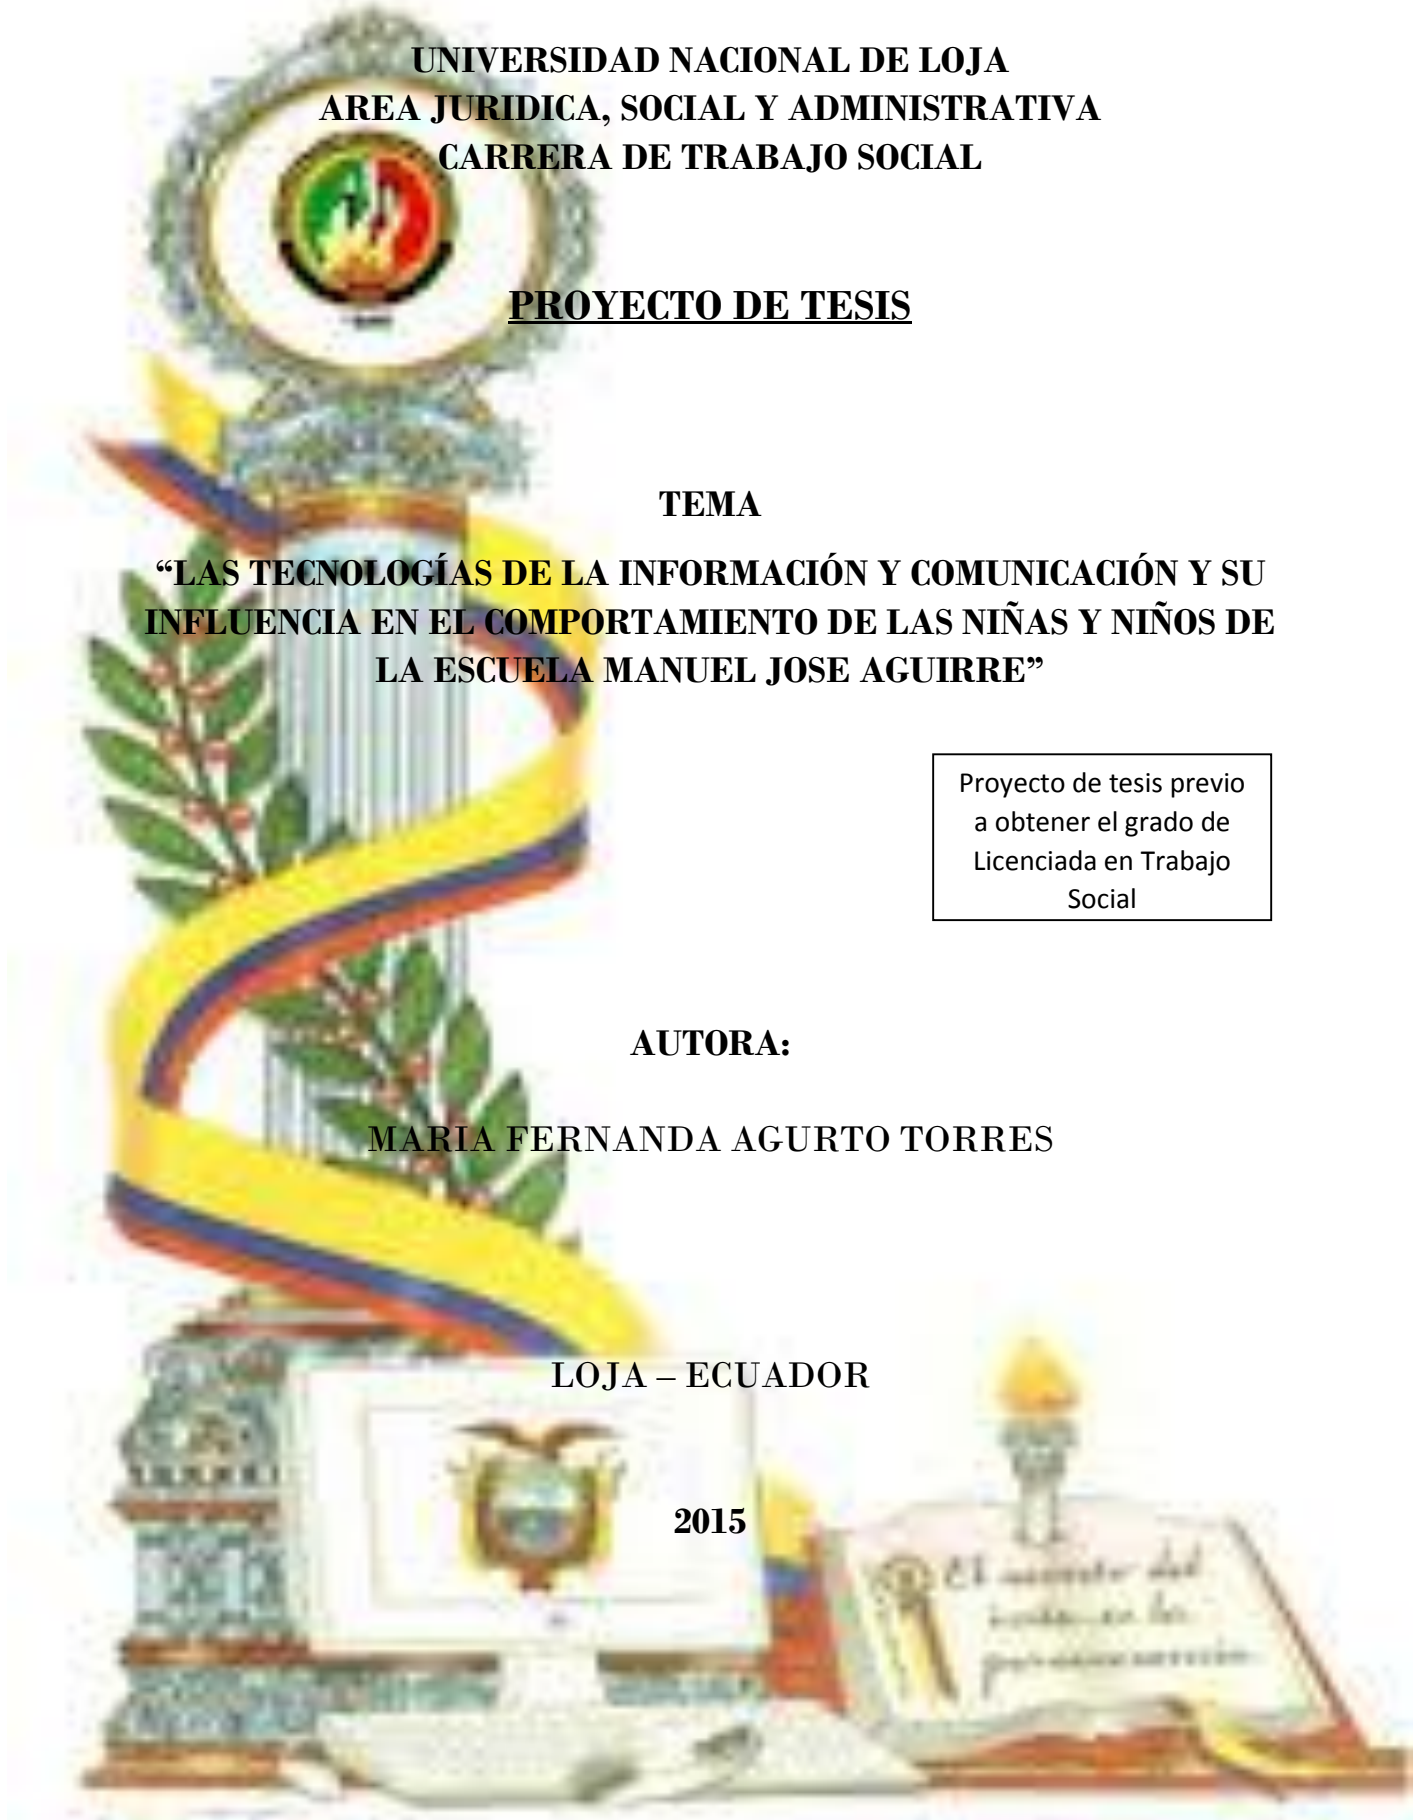 UNIVERSIDAD NACIONAL DE LOJA
AREA JURIDICA, SOCIAL Y ADMINISTRATIVA
CARRERA DE TRABAJO SOCIAL
PROYECTO DE TESIS
TEMA
“LAS TECNOLOGÍAS DE LA INFORMACIÓN Y COMUNICACIÓN Y SU
INFLUENCIA EN EL COMPORTAMIENTO DE LAS NIÑAS Y NIÑOS DE
LA ESCUELA MANUEL JOSE AGUIRRE”
Proyecto de tesis previo
a obtener el grado de
Licenciada en Trabajo
Social
AUTORA:
MARIA FERNANDA AGURTO TORRES
LOJA – ECUADOR
2015
El del